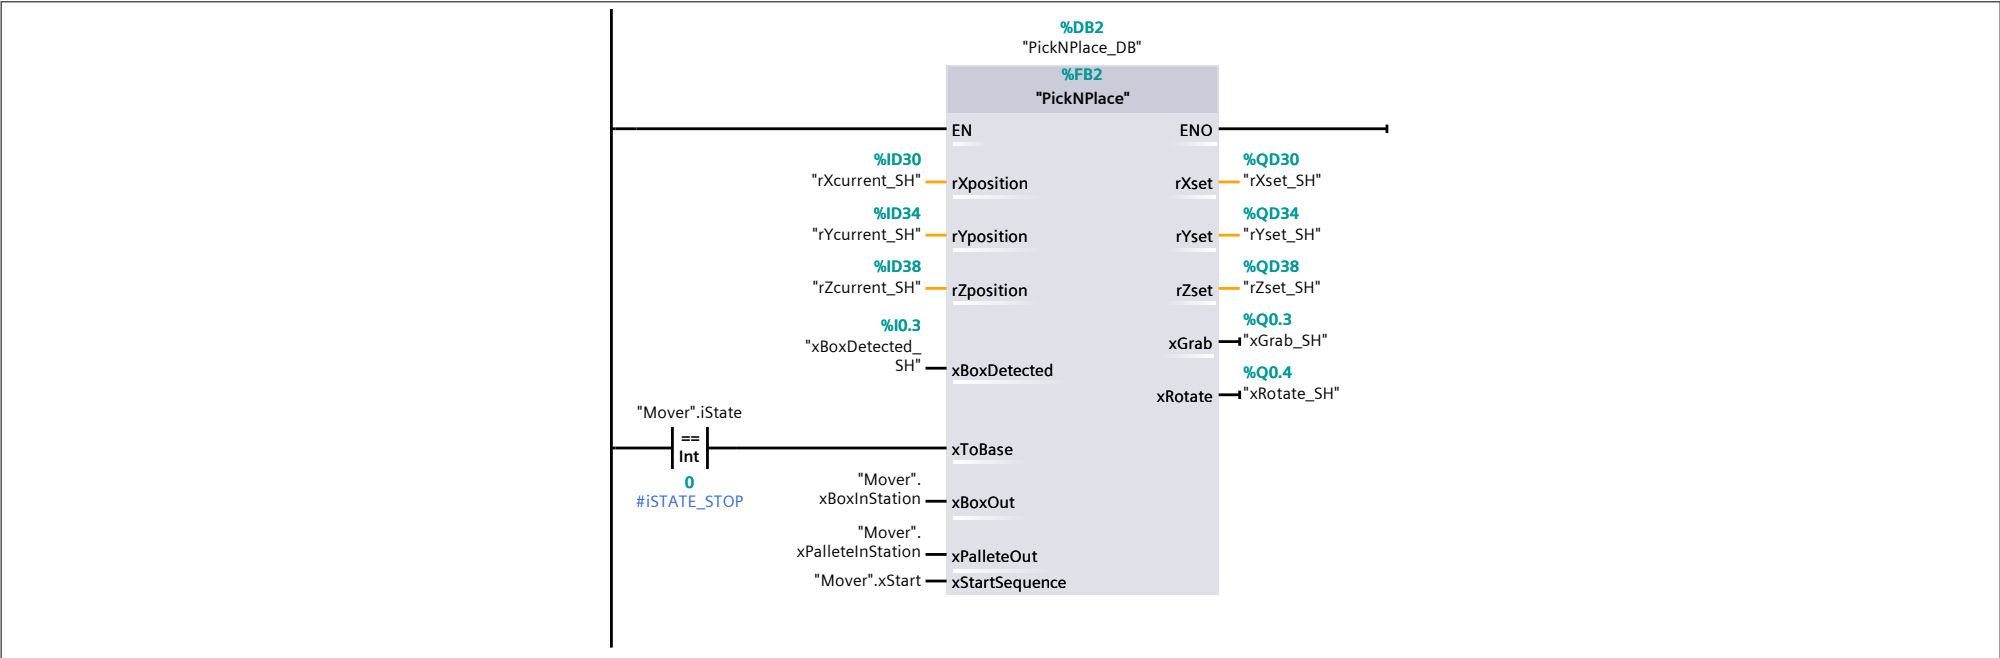 %DB2
"PickNPlace_DB"
%FB2
"PickNPlace"
EN
ENO
%ID30
"rXcurrent_SH"
rXposition
rXset
%QD30
"rXset_SH"
%ID34
"rYcurrent_SH"
rYposition
rYset
%QD34
"rYset_SH"
%ID38
"rZcurrent_SH"
rZposition
rZset
%QD38
"rZset_SH"
%I0.3
"xBoxDetected_
SH"
xBoxDetected
xGrab
%Q0.3
"xGrab_SH"
xRotate
%Q0.4
"xRotate_SH"
"Mover".iState
==
Int
0
#iSTATE_STOP
xToBase
"Mover".
xBoxInStation
xBoxOut
"Mover".
xPalleteInStation
xPalleteOut
"Mover".xStart
xStartSequence